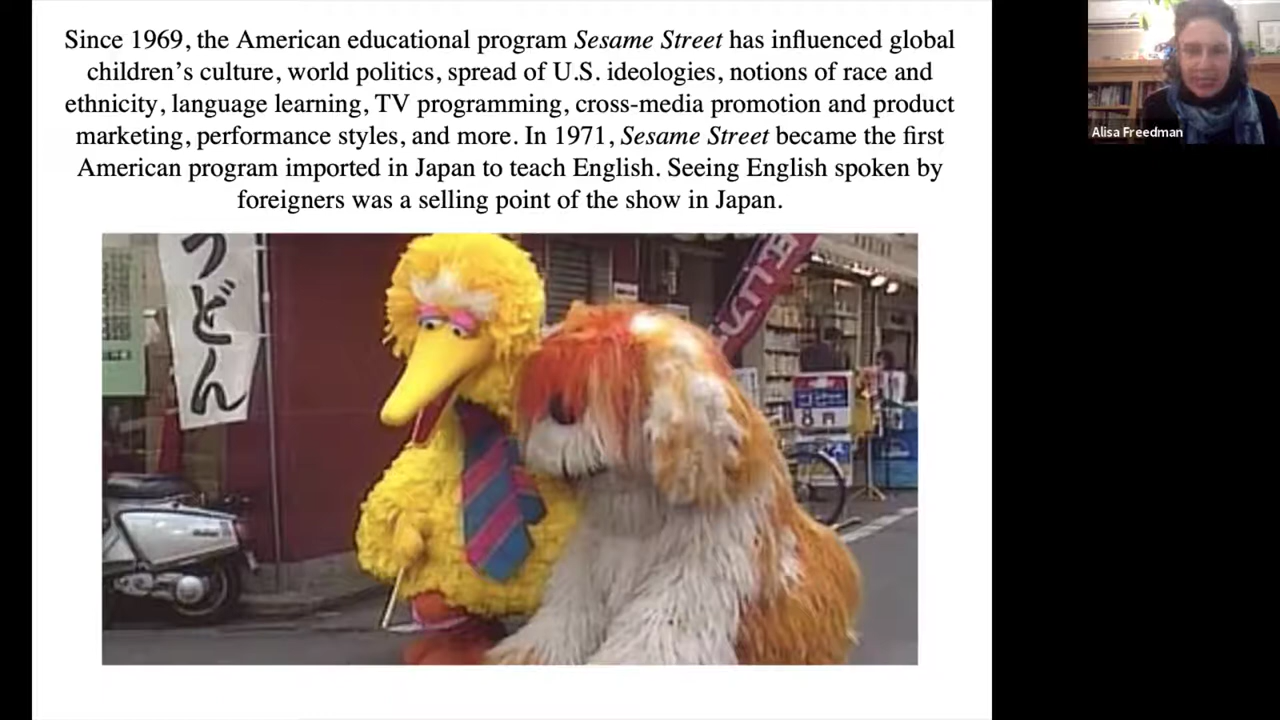 Since 1969, the American educational program Sesame Street has influenced global
children’s culture, world politics, spread of U.S. ideologies, notions of race and
ethnicity, language learning, TV programming, cross-media promotion and product
marketing, performance styles, and more. In 1971, Sesame Street became the first
American program imported in Japan to teach English. Seeing English spoken by
foreigners was a selling point of the show in Japan.
Alisa Freedman
うどん
8円